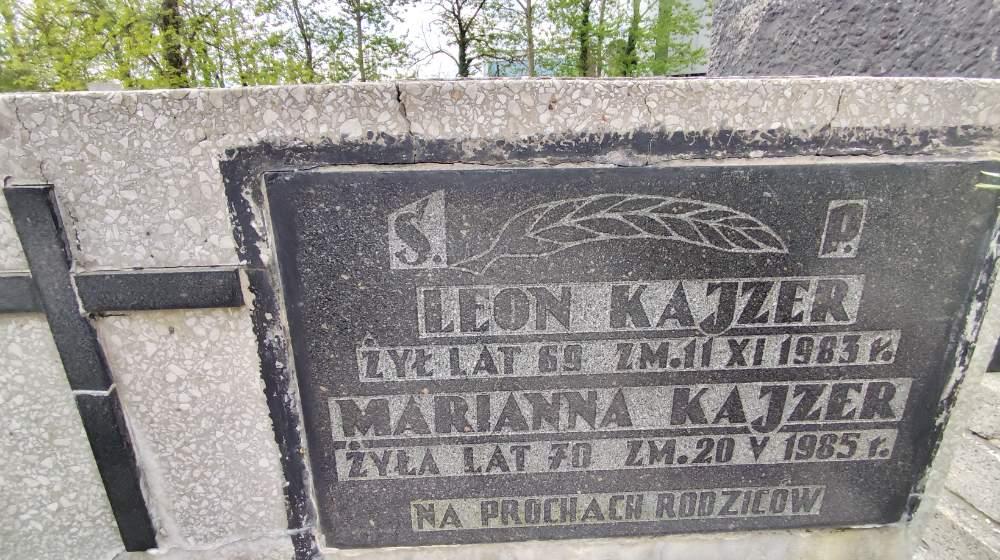 Ś. P.
LEON KAJZER
ŻYŁ LAT 69 ZM. 11 XI 1983 r.
MARIANNA KAJZER
ŻYŁA LAT 70 ZM. 20 V 1985 r.
NA PROCHACH RODZICÓW